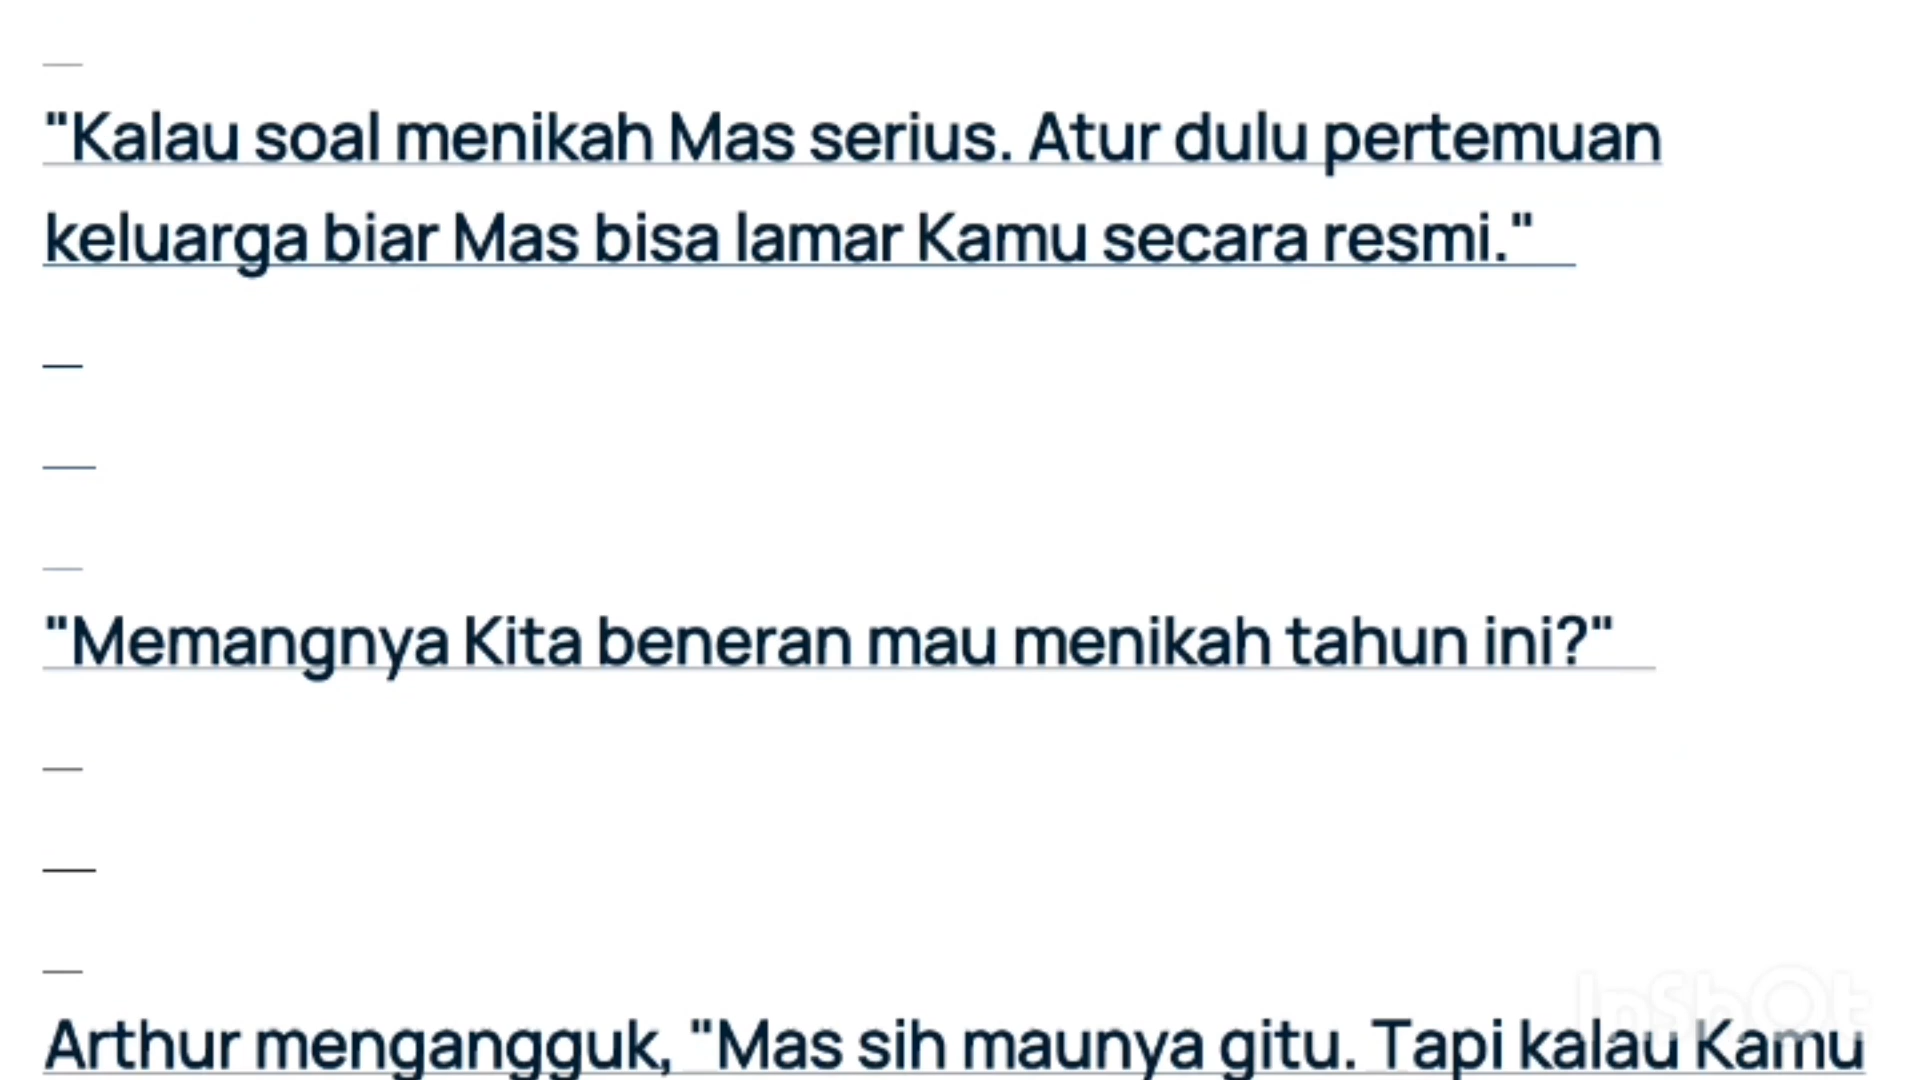 "Kalau soal menikah Mas serius. Atur dulu pertemuan
keluarga biar Mas bisa lamar Kamu secara resmi."
"Memangnya Kita beneran mau menikah tahun ini?"
Arthur mengangguk, "Mas sih maunya gitu. Tapi kalau Kamu
InShOt